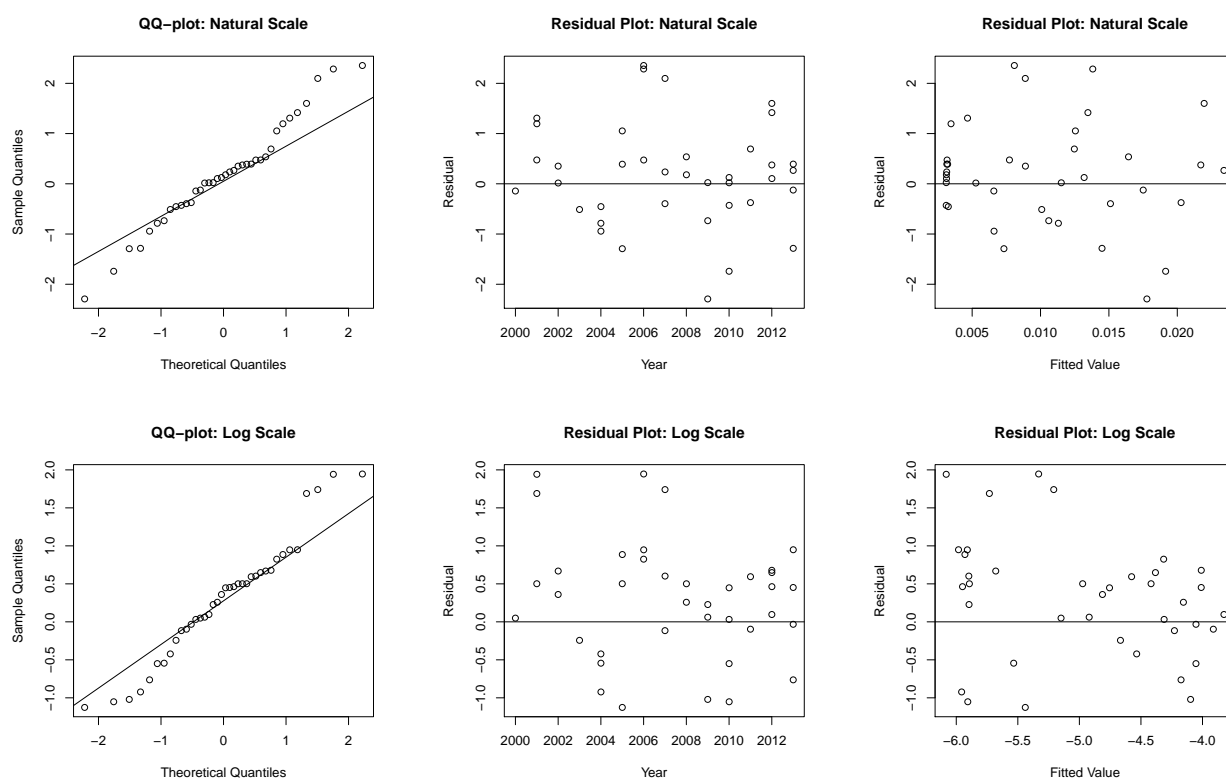 QQ−plot: Natural Scale
Sample Quantiles
2
1
0
−1
−2
−2 −1 0 1 2
Theoretical Quantiles
Residual Plot: Natural Scale
Residual
2
1
0
−1
−2
2000 2002 2004 2006 2008 2010 2012
Year
Residual Plot: Natural Scale
Residual
2
1
0
−1
−2
0.005 0.010 0.015 0.020
Fitted Value
QQ−plot: Log Scale
Sample Quantiles
2.0
1.5
1.0
0.5
0.0
−1.0
−2 −1 0 1 2
Theoretical Quantiles
Residual Plot: Log Scale
Residual
2.0
1.5
1.0
0.5
0.0
−1.0
2000 2002 2004 2006 2008 2010 2012
Year
Residual Plot: Log Scale
Residual
2.0
1.5
1.0
0.5
0.0
−1.0
−6.0 −5.5 −5.0 −4.5 −4.0
Fitted Value